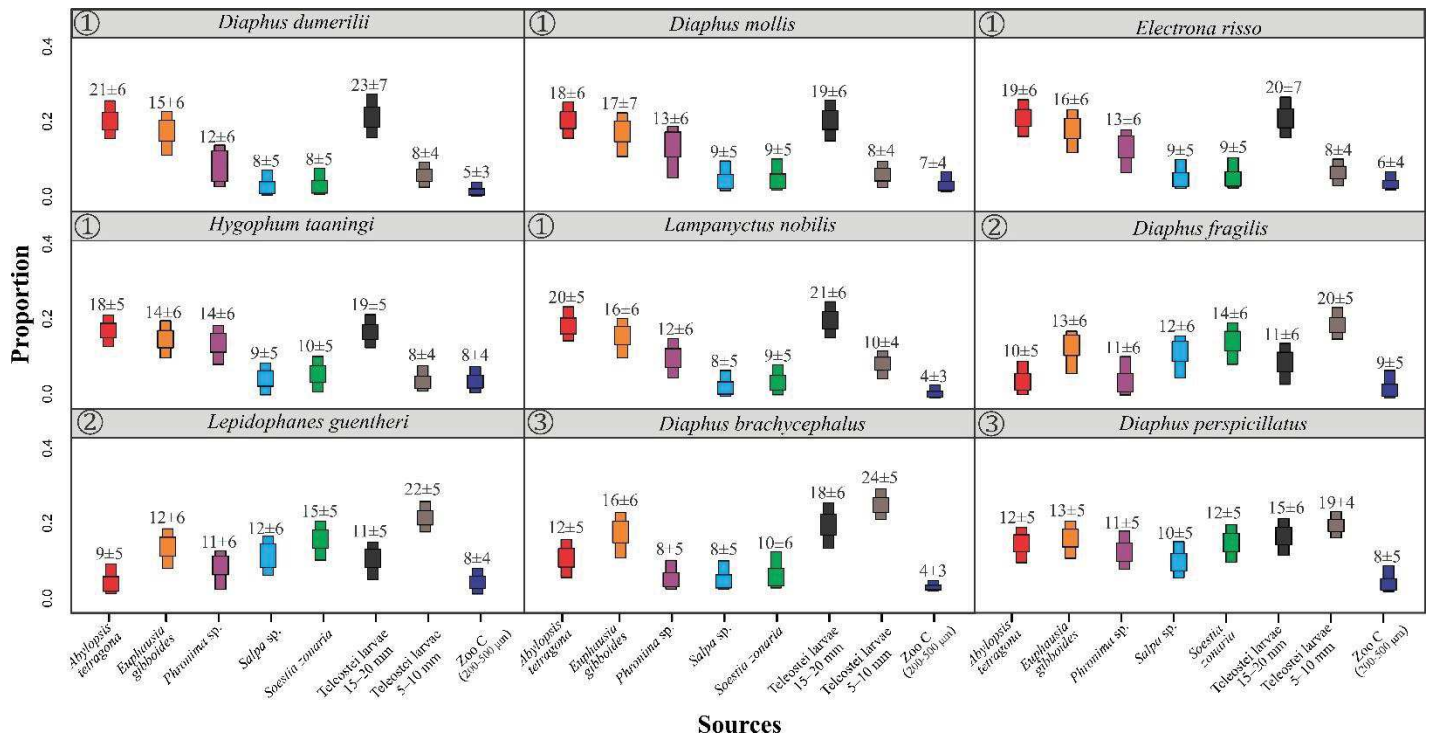 ① Diaphus dumerilii
① Diaphus mollis
① Electrona risso
0.4
0.2
0.0
21±6
15+6
12±6
8±5
8±5
23±7
8±4
5±3
18±6
17±7
13±6
9±5
9±5
19±6
8±4
7±4
19±6
16±6
13±6
9±5
9±5
20±7
8±4
6±4
① Hygophum taaningi
① Lampanyctus nobilis
② Diaphus fragilis
0.4
0.2
0.0
18±5
14±6
14±6
9±5
10±5
19±5
8±4
8±4
20±5
16±6
12±6
8±5
9±5
21±6
10±4
4±3
10±5
13±6
11±6
12±6
14±6
11±6
20±5
9±5
② Lepidophanes guentheri
③ Diaphus brachycephalus
③ Diaphus perspicillatus
0.4
0.2
0.0
9±5
12+6
11+6
12±6
15±5
11±5
22±5
8±4
12±5
16±6
8+5
8±5
10±6
18±6
24±5
4±3
12±5
13±5
11±5
10±5
12±5
15±6
19±4
8±5
Proportion
Abylopsis
tetragona
Euphausia
gibboides
Phronima sp.
Salpa sp.
Soestia zonaria
Teleostei larvae
15–20 mm
Teleostei larvae
5–10 mm
Zoo C
(200-500 µm)
Abylopsis
tetragona
Euphausia
gibboides
Phronima sp.
Salpa sp.
Soestia zonaria
Teleostei larvae
15–20 mm
Teleostei larvae
5–10 mm
Zoo C
(200-500 µm)
Abylopsis
tetragona
Euphausia
gibboides
Phronima sp.
Salpa sp.
Soestia
zonaria
Teleostei larvae
15–20 mm
Teleostei larvae
5–10 mm
Zoo C
(200-500 µm)
Sources